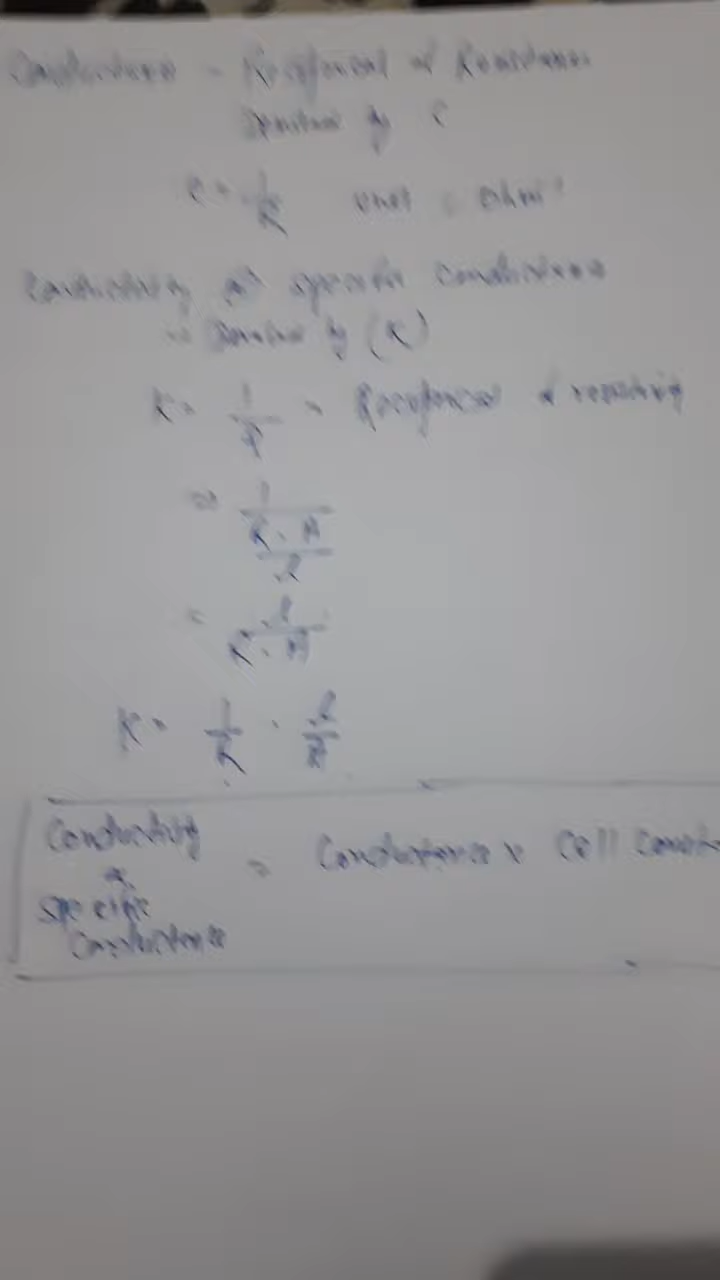 Conductance - Reciprocal of Resistance
Denoted by C
C = 1/R unit = Ohm⁻¹
Conductivity or specific conductance
Denoted by (K)
K = 1/ρ = Reciprocal of resistivity
= 1/(R . A/l)
= l/(R . A)
K = 1/R . l/A
Conductivity = Conductance x Cell
or
specific
Conductance